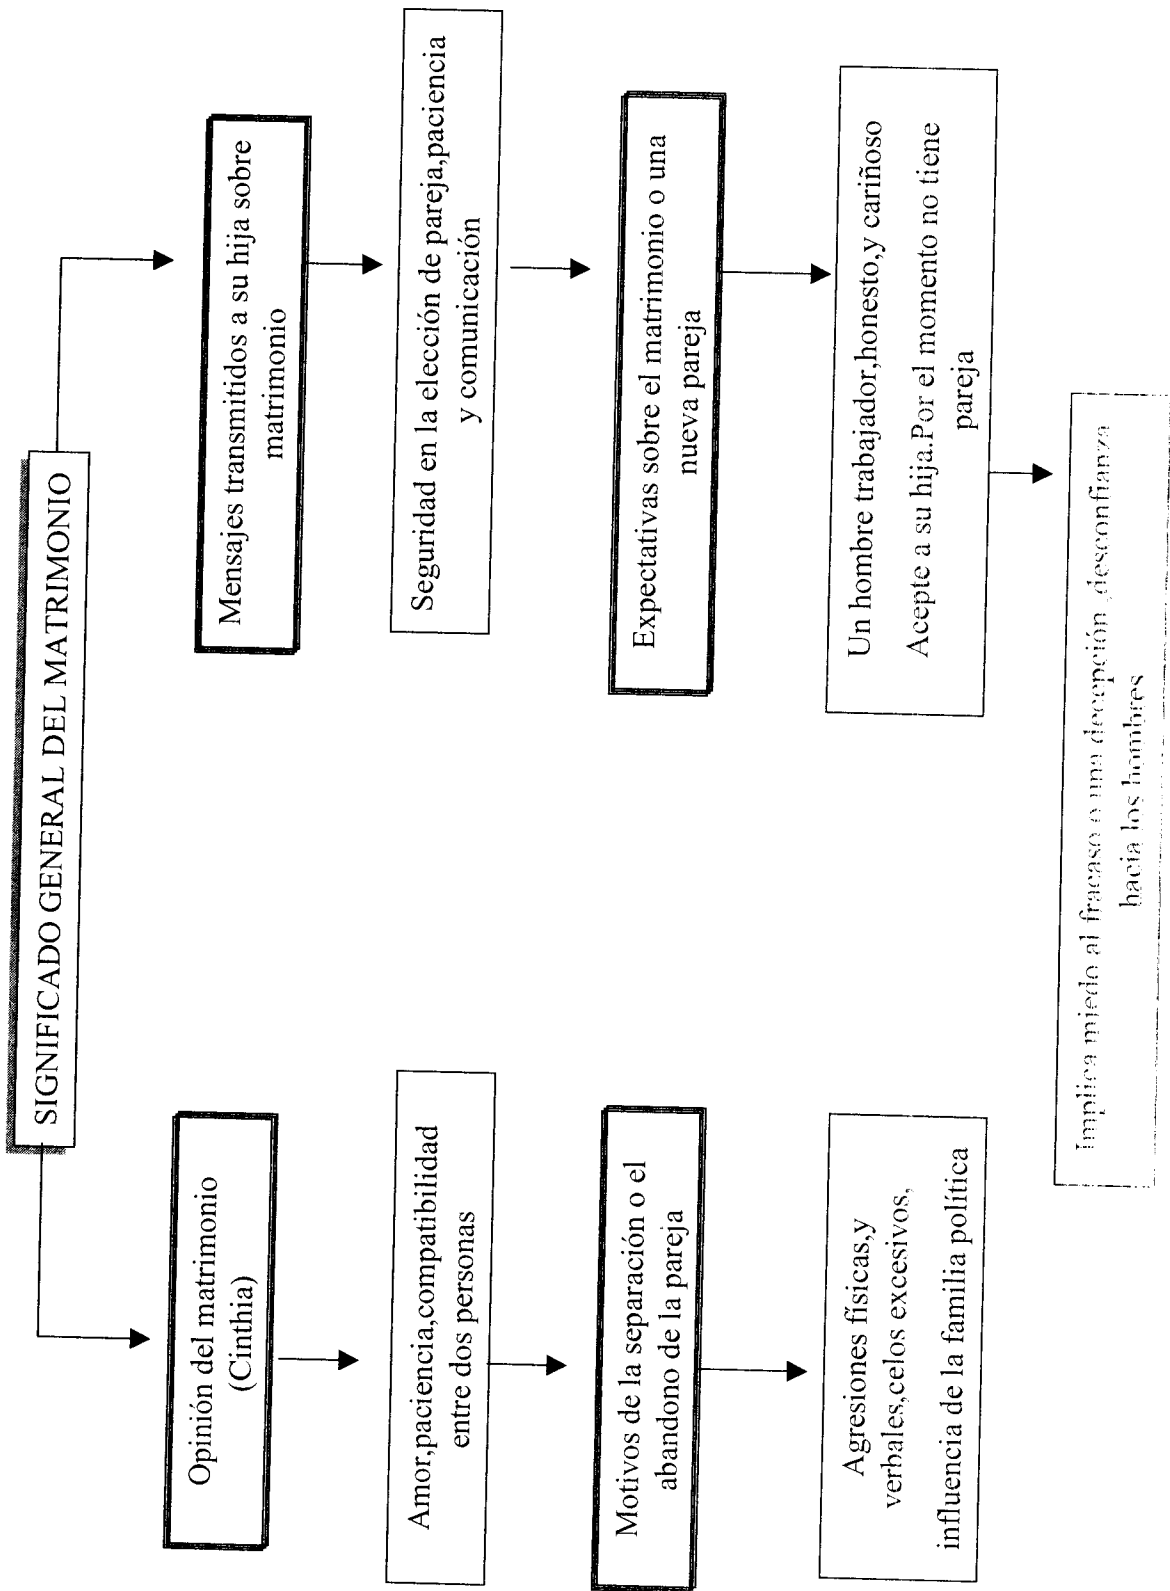 SIGNIFICADO GENERAL DEL MATRIMONIO
Opinión del matrimonio
(Cinthia)
Amor,paciencia,compatibilidad
entre dos personas
Motivos de la separación o el
abandono de la pareja
Agresiones físicas,y
verbales,celos excesivos,
influencia de la familia política
Mensajes transmitidos a su hija sobre
matrimonio
Seguridad en la elección de pareja,paciencia
y comunicación
Expectativas sobre el matrimonio o una
nueva pareja
Un hombre trabajador,honesto,y cariñoso
Acepte a su hija.Por el momento no tiene
pareja
Implica miedo al fracaso o una decepción ,desconfianza
hacia los hombres